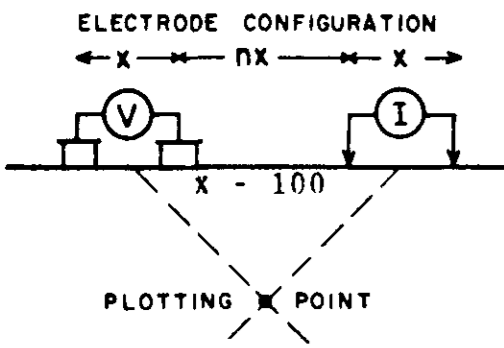 ELECTRODE CONFIGURATION
x nx x
V I
x - 100
PLOTTING POINT